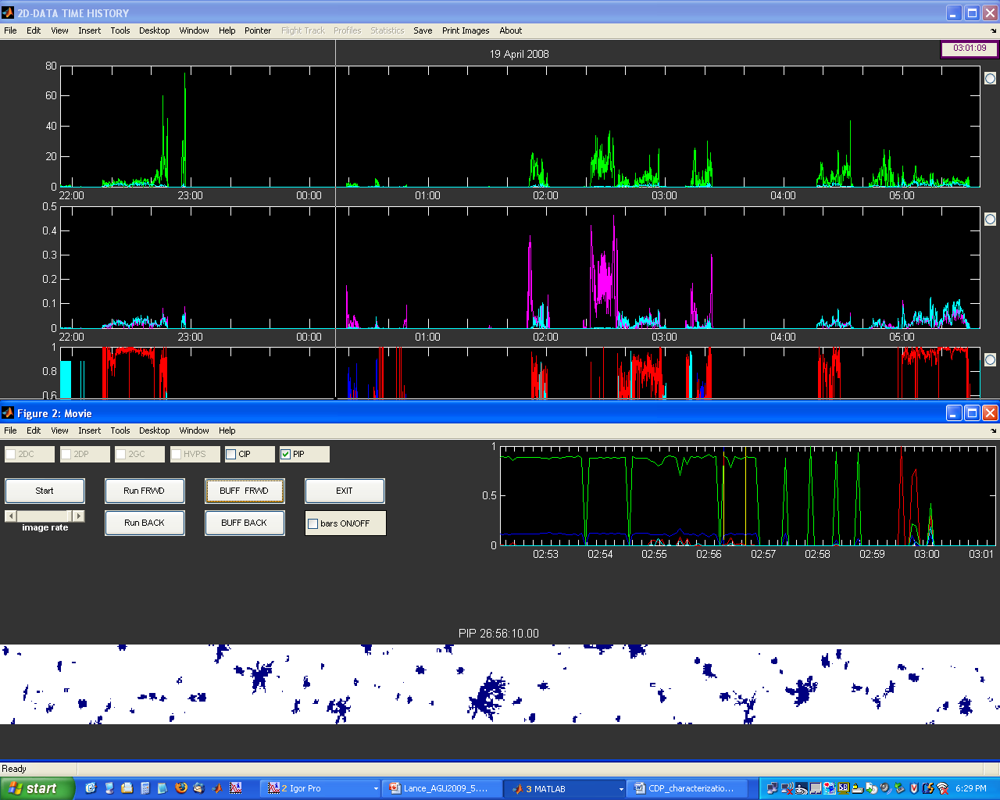 2D-DATA TIME HISTORY
File Edit View Insert Tools Desktop Window Help Pointer Flight Track Profiles Statistics Save Print Images About
19 April 2008
03:01:09
80
60
40
20
0
22:00 23:00 00:00 01:00 02:00 03:00 04:00 05:00
0.5
0.4
0.3
0.2
0.1
0
22:00 23:00 00:00 01:00 02:00 03:00 04:00 05:00
1
0.8
0.6
Figure 2: Movie
File Edit View Insert Tools Desktop Window Help
2DC 2DP 2GC HVPS CIP PIP
Start Run FRWD BUFF FRWD EXIT
Run BACK BUFF BACK bars ON/OFF
image rate
1
0.5
0
02:53 02:54 02:55 02:56 02:57 02:58 02:59 03:00 03:01
PIP 26:56:10.00
Ready
start 2 Igor Pro Lance_AGU2009_5.... 3 MATLAB CDP_characterizatio... 6:29 PM